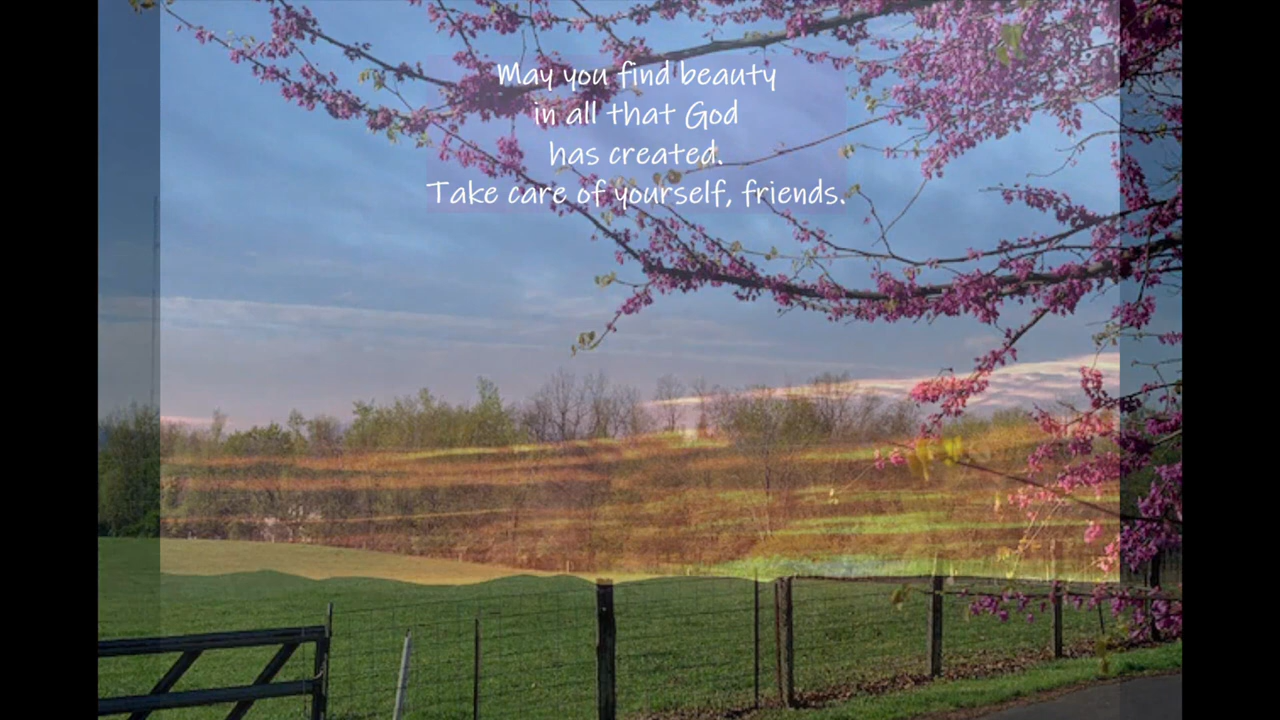 May you find beauty
in all that God
has created.
Take care of yourself, friends.